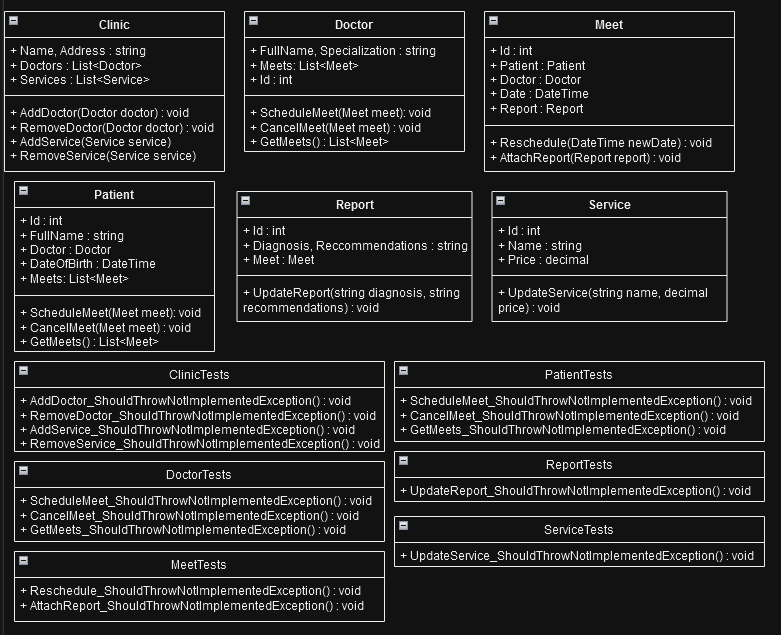 Clinic
+ Name, Address : string
+ Doctors : List<Doctor>
+ Services : List<Service>
+ AddDoctor(Doctor doctor) : void
+ RemoveDoctor(Doctor doctor) : void
+ AddService(Service service)
+ RemoveService(Service service)
Doctor
+ FullName, Specialization : string
+ Meets: List<Meet>
+ Id : int
+ ScheduleMeet(Meet meet): void
+ CancelMeet(Meet meet) : void
+ GetMeets() : List<Meet>
Meet
+ Id : int
+ Patient : Patient
+ Doctor : Doctor
+ Date : DateTime
+ Report : Report
+ Reschedule(DateTime newDate) : void
+ AttachReport(Report report) : void
Patient
+ Id : int
+ FullName : string
+ Doctor : Doctor
+ DateOfBirth : DateTime
+ Meets: List<Meet>
+ ScheduleMeet(Meet meet): void
+ CancelMeet(Meet meet) : void
+ GetMeets() : List<Meet>
Report
+ Id : int
+ Diagnosis, Reccommendations : string
+ Meet : Meet
+ UpdateReport(string diagnosis, string
recommendations) : void
Service
+ Id : int
+ Name : string
+ Price : decimal
+ UpdateService(string name, decimal
price) : void
ClinicTests
+ AddDoctor_ShouldThrowNotImplementedException() : void
+ RemoveDoctor_ShouldThrowNotImplementedException() : void
+ AddService_ShouldThrowNotImplementedException() : void
+ RemoveService_ShouldThrowNotImplementedException() : void
PatientTests
+ ScheduleMeet_ShouldThrowNotImplementedException() : void
+ CancelMeet_ShouldThrowNotImplementedException() : void
+ GetMeets_ShouldThrowNotImplementedException() : void
DoctorTests
+ ScheduleMeet_ShouldThrowNotImplementedException() : void
+ CancelMeet_ShouldThrowNotImplementedException() : void
+ GetMeets_ShouldThrowNotImplementedException() : void
ReportTests
+ UpdateReport_ShouldThrowNotImplementedException() : void
ServiceTests
+ UpdateService_ShouldThrowNotImplementedException() : void
MeetTests
+ Reschedule_ShouldThrowNotImplementedException() : void
+ AttachReport_ShouldThrowNotImplementedException() : void